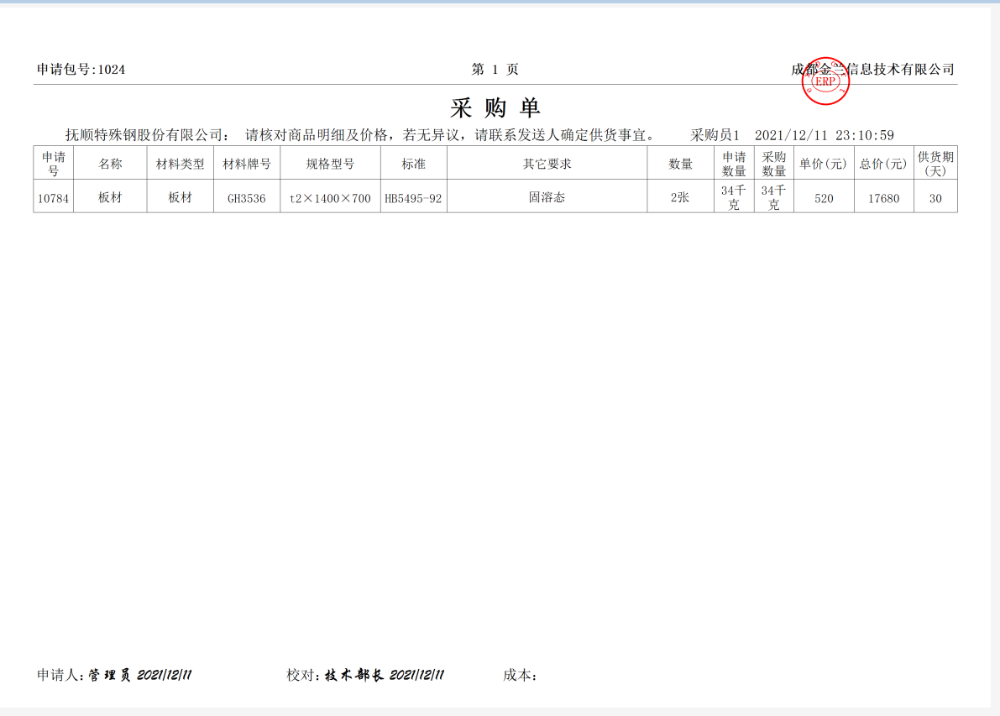 申请包号:1024 第 1 页 成都金兰信息技术有限公司
ERP
采购单
抚顺特殊钢股份有限公司: 请核对商品明细及价格,若无异议,请联系发送人确定供货事宜。 采购员1 2021/12/11 23:10:59
申请号 名称 材料类型 材料牌号 规格型号 标准 其它要求 数量 申请数量 采购数量 单价(元) 总价(元) 供货期(天)
10784 板材 板材 GH3536 t2×1400×700 HB5495-92 固溶态 2张 34千克 34千克 520 17680 30
申请人:管理员 2021/12/11 校对:技术部长 2021/12/11 成本: